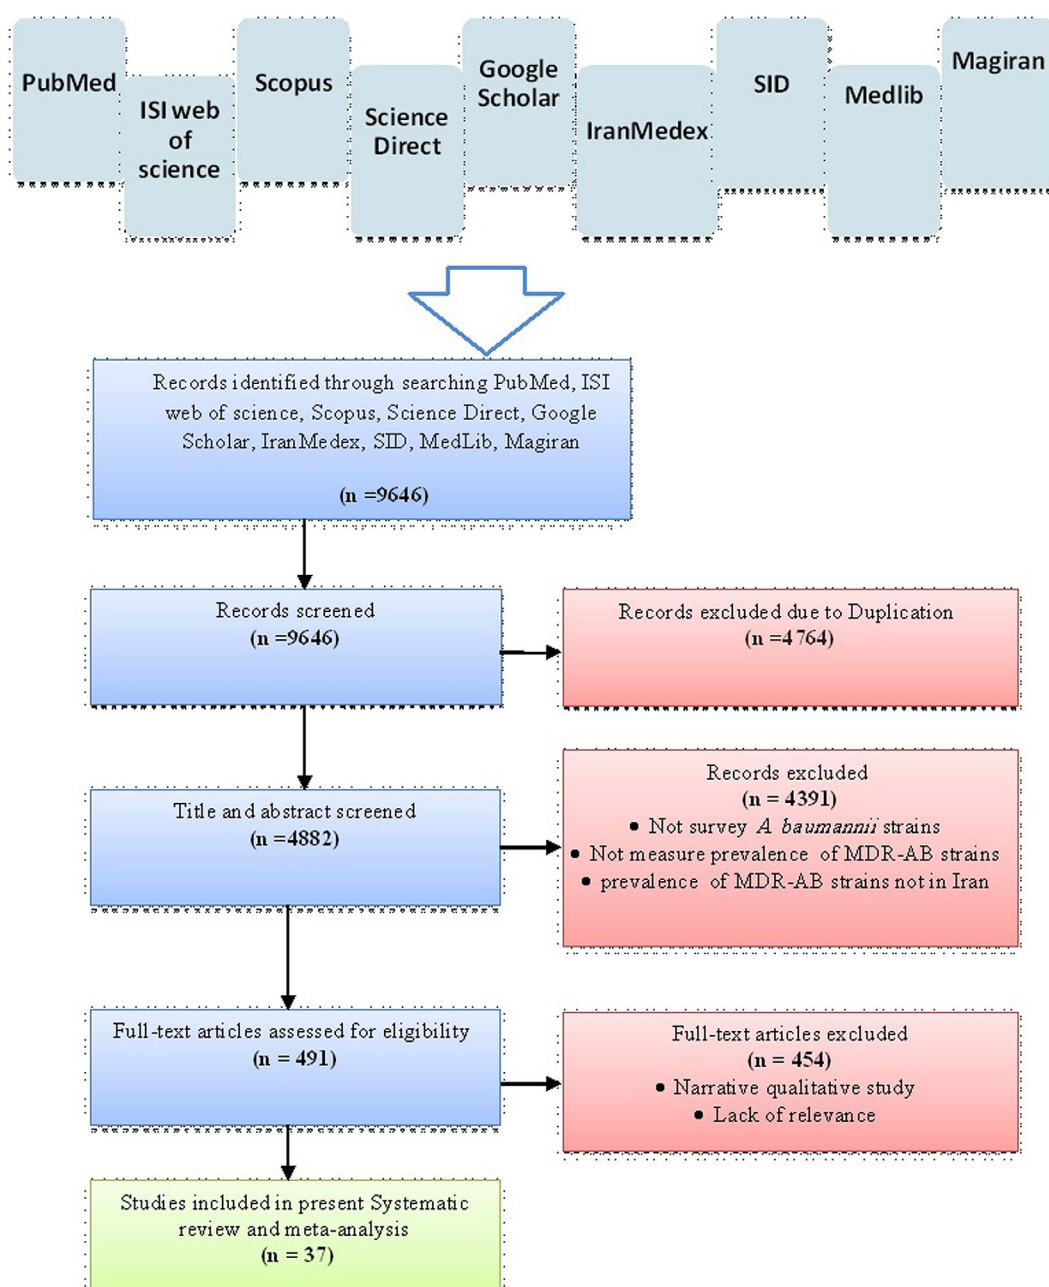 PubMed
ISI web
of
science
Scopus
Science
Direct
Google
Scholar
IranMedex
SID
Medlib
Magiran
Records identified through searching PubMed, ISI
web of science, Scopus, Science Direct, Google
Scholar, IranMedex, SID, MedLib, Magiran
(n =9646)
Records screened
(n =9646)
Records excluded due to Duplication
(n =4764)
Title and abstract screened
(n =4882)
Records excluded
(n = 4391)
● Not survey A baumannii strains
● Not measure prevalence of MDR-AB strains
● prevalence of MDR-AB strains not in Iran
Full-text articles assessed for eligibility
(n = 491)
Full-text articles excluded
(n = 454)
● Narrative qualitative study
● Lack of relevance
Studies included in present Systematic
review and meta-analysis
(n = 37)